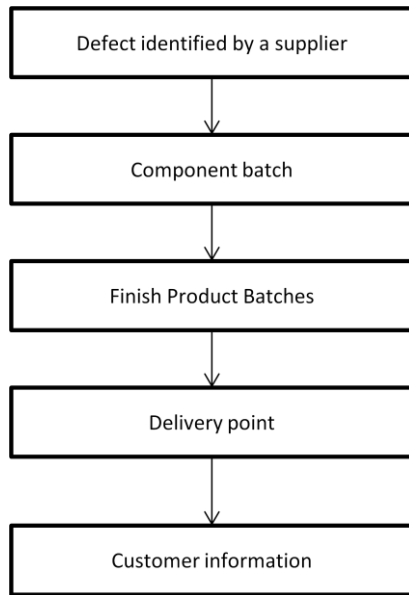 Defect identified by a supplier
Component batch
Finish Product Batches
Delivery point
Customer information